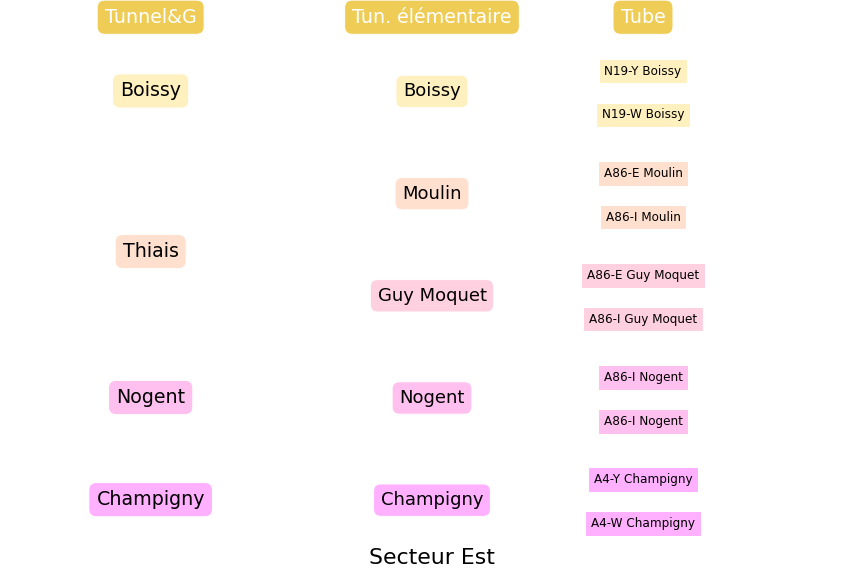 Tunnel&G Tun. élémentaire Tube
Boissy Boissy N19-Y Boissy
N19-W Boissy
Moulin A86-E Moulin
A86-I Moulin
Thiais
Guy Moquet A86-E Guy Moquet
A86-I Guy Moquet
Nogent Nogent A86-I Nogent
A86-I Nogent
Champigny Champigny A4-Y Champigny
A4-W Champigny
Secteur Est